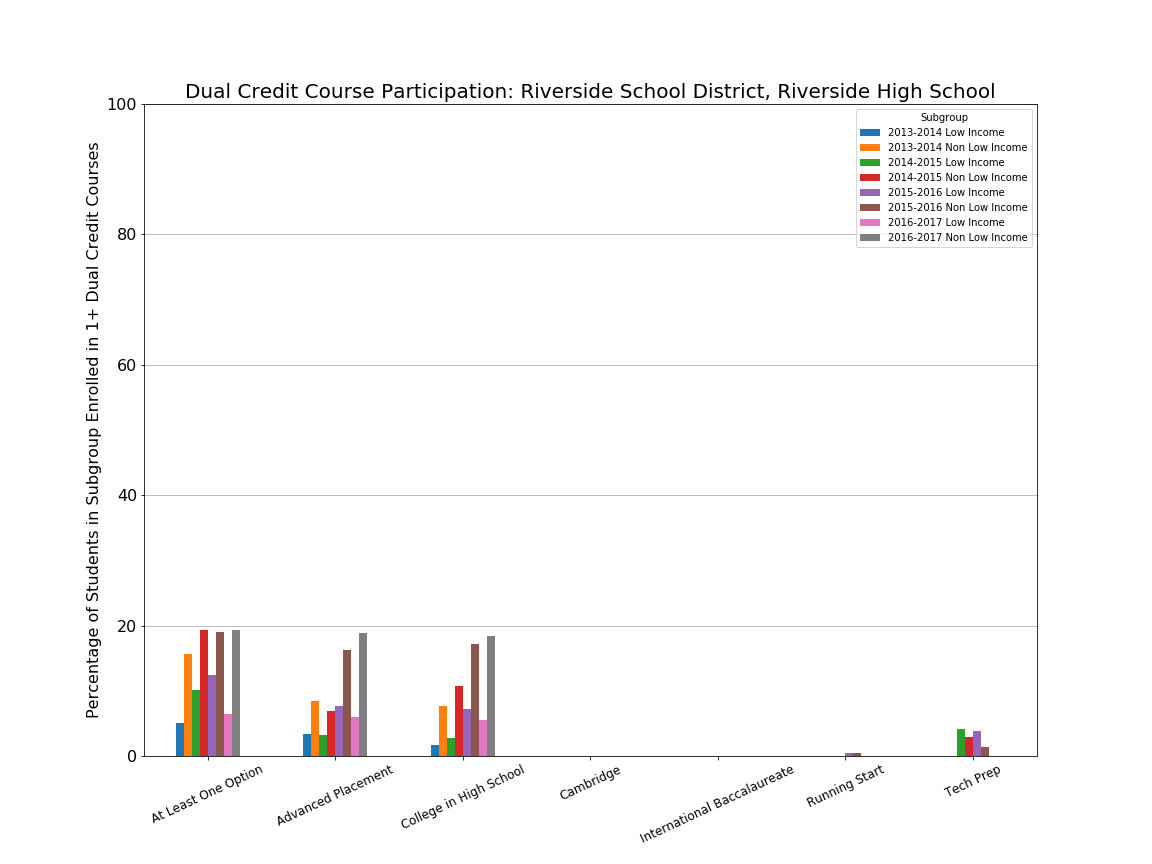 Dual Credit Course Participation: Riverside School District, Riverside High School
Percentage of Students in Subgroup Enrolled in 1+ Dual Credit Courses
100
80
60
40
20
0
Subgroup
2013-2014 Low Income
2013-2014 Non Low Income
2014-2015 Low Income
2014-2015 Non Low Income
2015-2016 Low Income
2015-2016 Non Low Income
2016-2017 Low Income
2016-2017 Non Low Income
At Least One Option
Advanced Placement
College in High School
Cambridge
International Baccalaureate
Running Start
Tech Prep